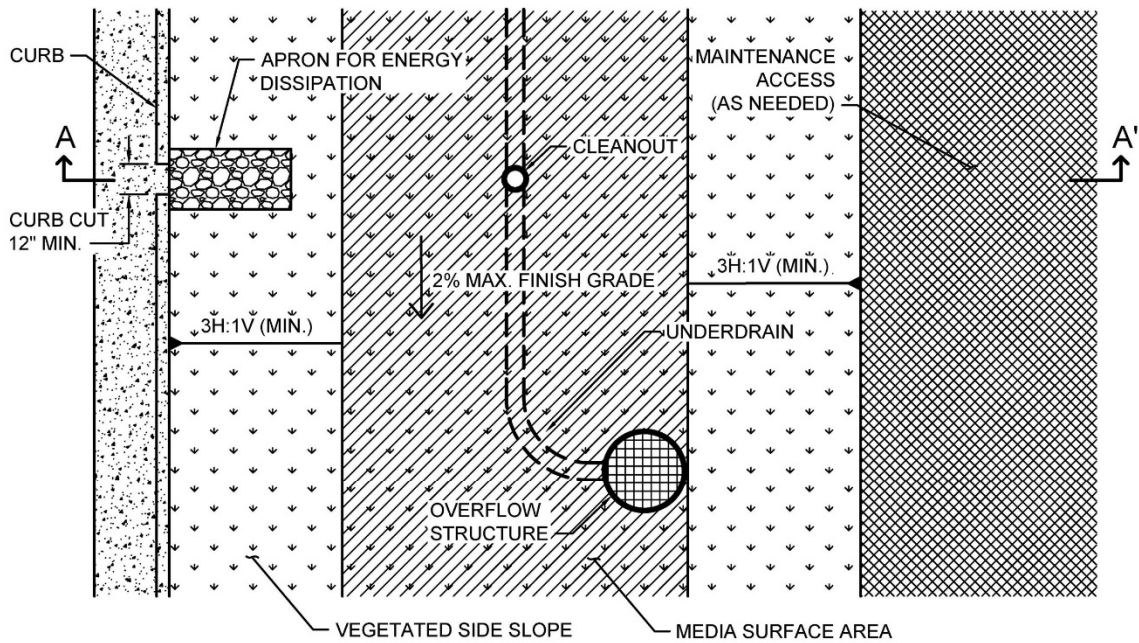 CURB
APRON FOR ENERGY
DISSIPATION
MAINTENANCE
ACCESS
(AS NEEDED)
A
A'
CLEANOUT
CURB CUT
12" MIN.
2% MAX. FINISH GRADE
3H:1V (MIN.)
3H:1V (MIN.)
UNDERDRAIN
OVERFLOW
STRUCTURE
VEGETATED SIDE SLOPE
MEDIA SURFACE AREA